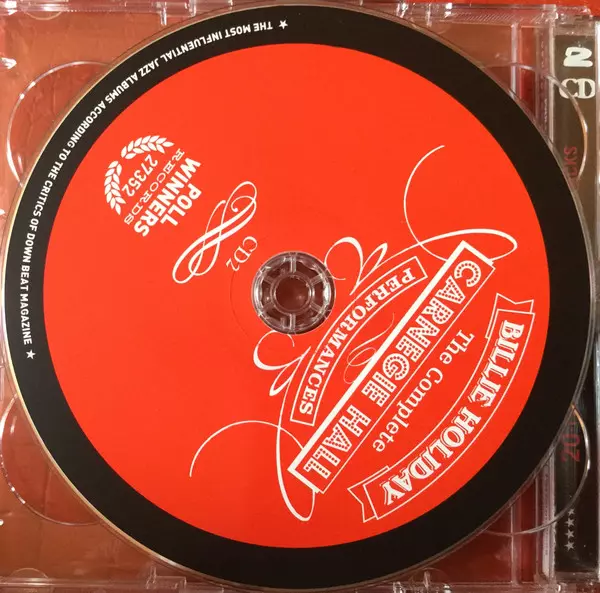 BILLIE HOLIDAY
The Complete
CARNEGIE HALL
PERFORMANCES
CD2
POLL
WINNERS
RECORDS
27352
★ THE MOST INFLUENTIAL JAZZ ALBUMS ACCORDING TO THE CRITICS OF DOWN BEAT MAGAZINE ★
2
CD